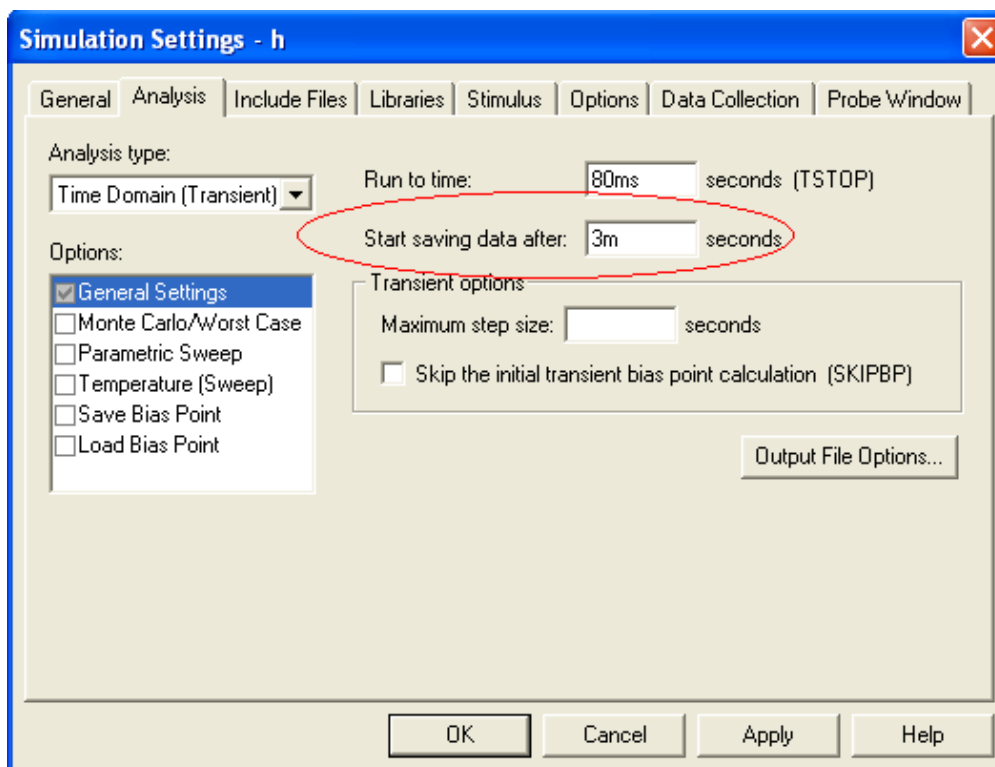 Simulation Settings - h
General Analysis Include Files Libraries Stimulus Options Data Collection Probe Window
Analysis type:
Time Domain (Transient)
Run to time: 80ms seconds (TSTOP)
Start saving data after: 3m seconds
Options:
General Settings
Monte Carlo/Worst Case
Parametric Sweep
Temperature (Sweep)
Save Bias Point
Load Bias Point
Transient options
Maximum step size: seconds
Skip the initial transient bias point calculation (SKIPBP)
Output File Options...
OK Cancel Apply Help